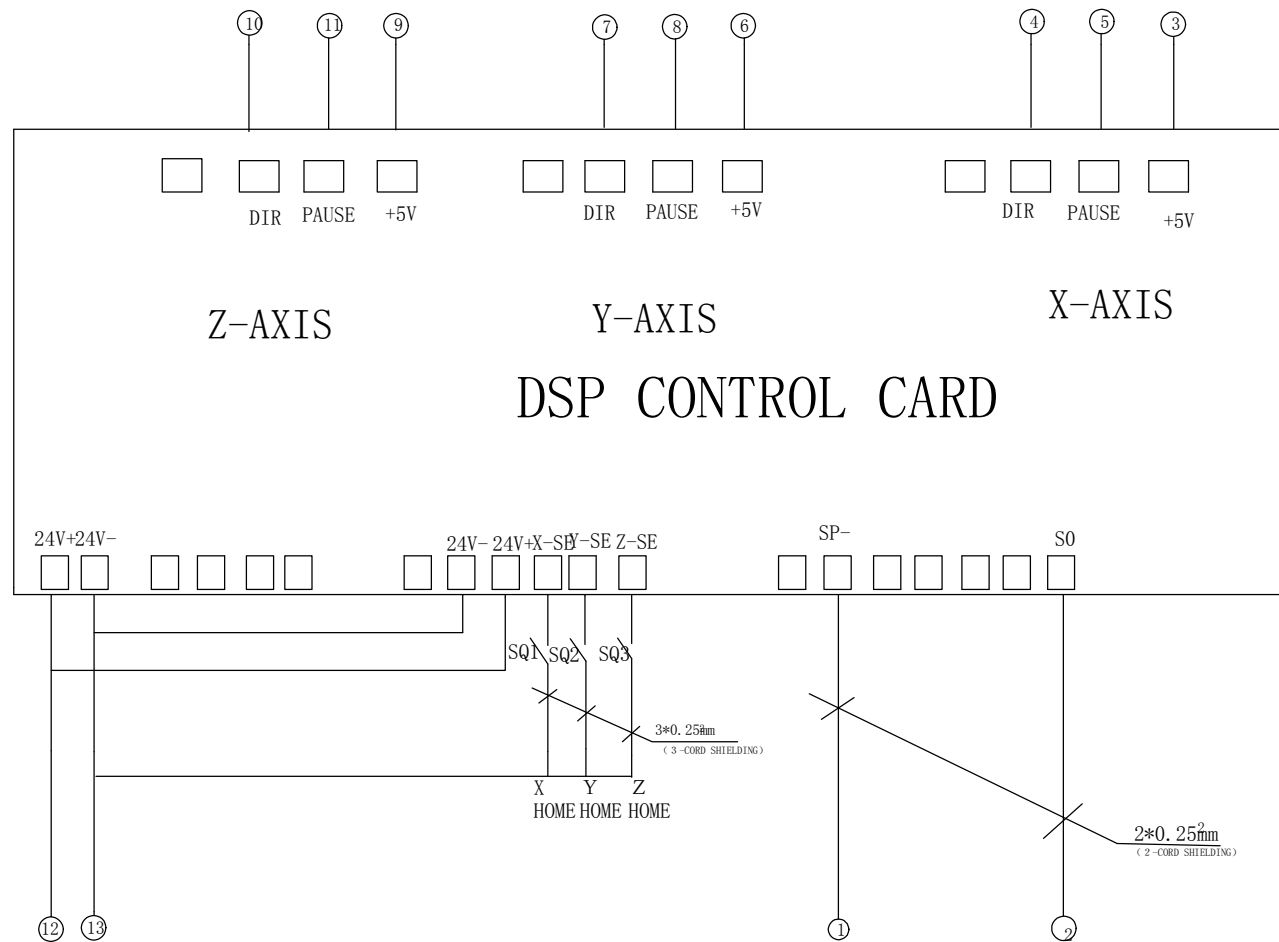 10 11 9 7 8 6 4 5 3
DIR PAUSE +5V DIR PAUSE +5V DIR PAUSE +5V
Z-AXIS Y-AXIS X-AXIS
DSP CONTROL CARD
24V+ 24V- 24V- 24V+ X-SE Y-SE Z-SE SP- SO
SQ1 SQ2 SQ3
3*0.25mm2
(3-CORD SHIELDING)
X Y Z
HOME HOME HOME
2*0.25mm2
(2-CORD SHIELDING)
12 13 1 2